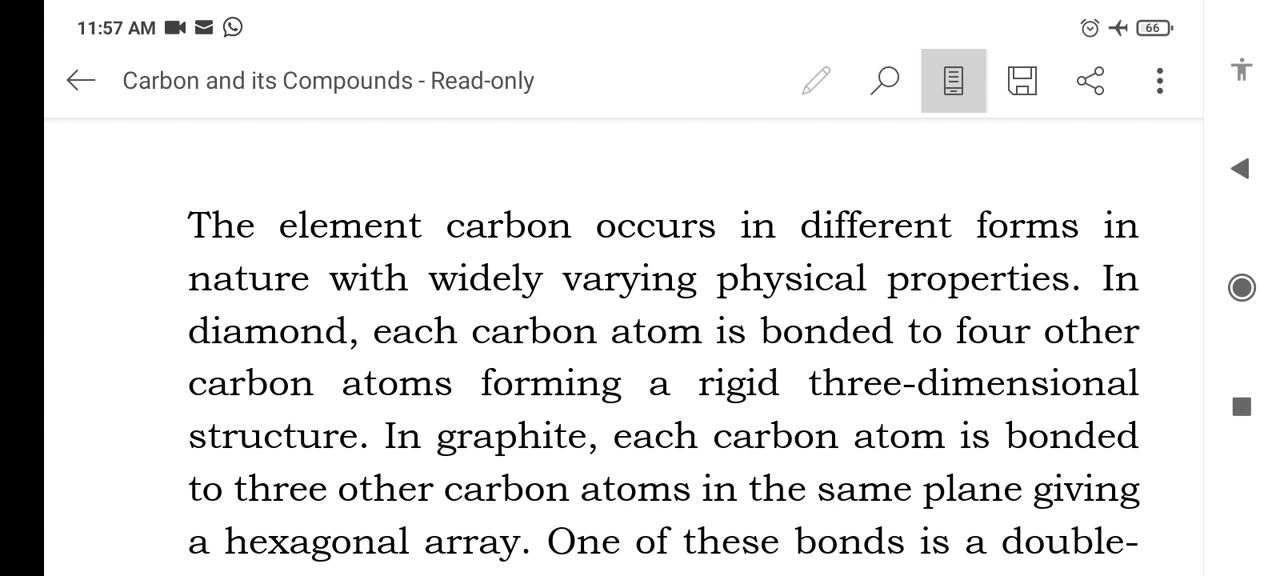 11:57 AM
66
Carbon and its Compounds - Read-only
The element carbon occurs in different forms in
nature with widely varying physical properties. In
diamond, each carbon atom is bonded to four other
carbon atoms forming a rigid three-dimensional
structure. In graphite, each carbon atom is bonded
to three other carbon atoms in the same plane giving
a hexagonal array. One of these bonds is a double-